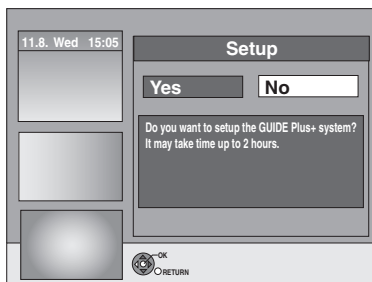 11.8. Wed 15:05
Setup
Yes
No
Do you want to setup the GUIDE Plus+ system?
It may take time up to 2 hours.
OK
RETURN